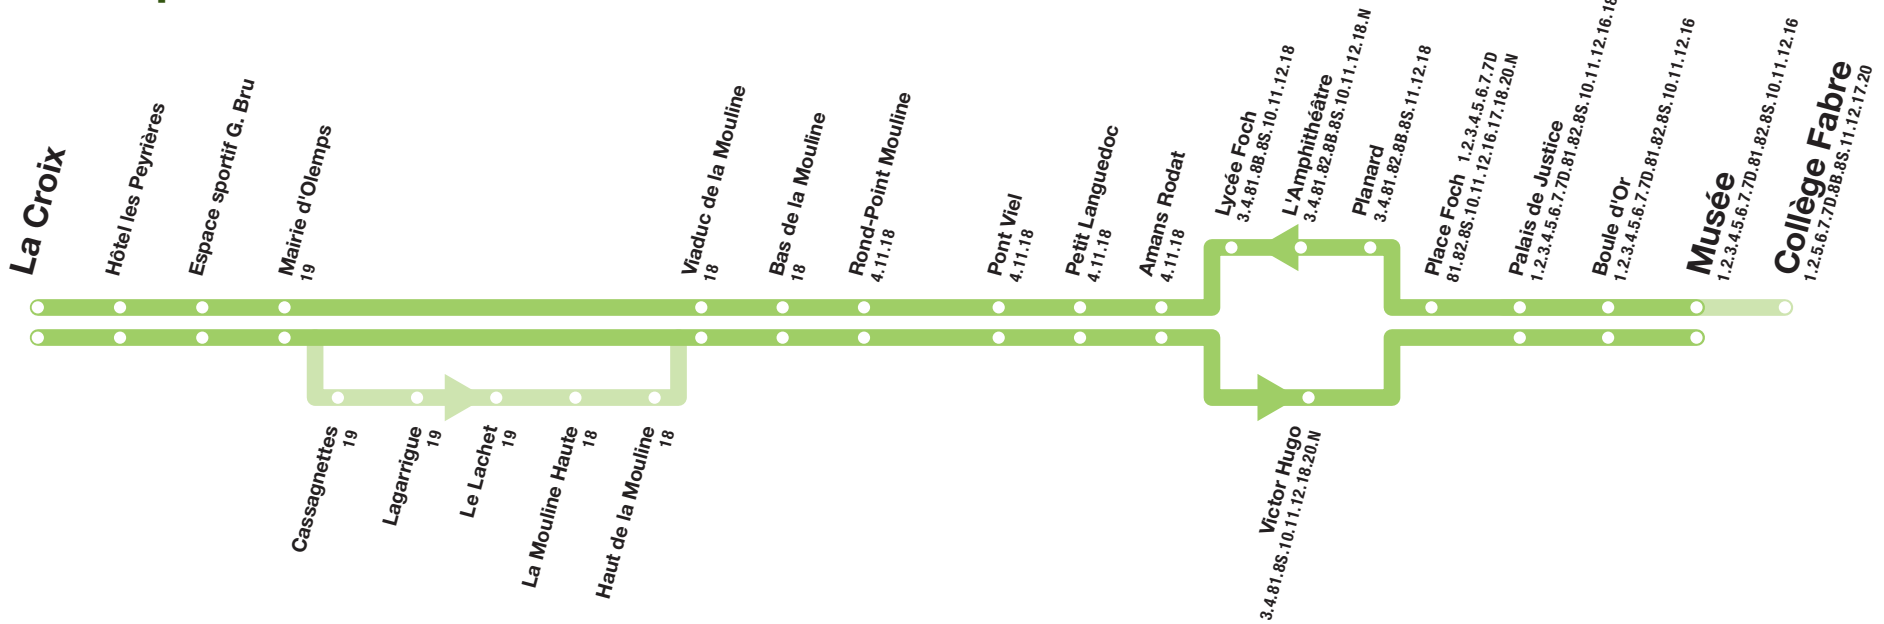 La Croix
Hôtel les Peyrières
Espace sportif G. Bru
Mairie d'Olemps
19
Viaduc de la Mouline
18
Bas de la Mouline
18
Rond-Point Mouline
4.11.18
Pont Viel
4.11.18
Petit Languedoc
4.11.18
Amans Rodat
4.11.18
Lycée Foch
3.4.81.8B.8S.10.11.12.18
L'Amphithéâtre
3.4.81.82.8B.8S.10.11.12.18.N
Planard
3.4.81.82.8B.8S.11.12.18
Place Foch 1.2.3.4.5.6.7.7D
81.82.8S.10.11.12.16.17.18.20.N
Palais de Justice
1.2.3.4.5.6.7.7D.81.82.8S.10.11.12.16.18
Boule d'Or
1.2.3.4.5.6.7.7D.81.82.8S.10.11.12.16
Musée
1.2.3.4.5.6.7.7D.81.82.8S.10.11.12.16
Collège Fabre
1.2.5.6.7.7D.8B.8S.11.12.17.20
Cassagnettes
19
Lagarrigue
19
Le Lachet
19
La Mouline Haute
18
Haut de la Mouline
18
Victor Hugo
3.4.81.8S.10.11.12.18.20.N